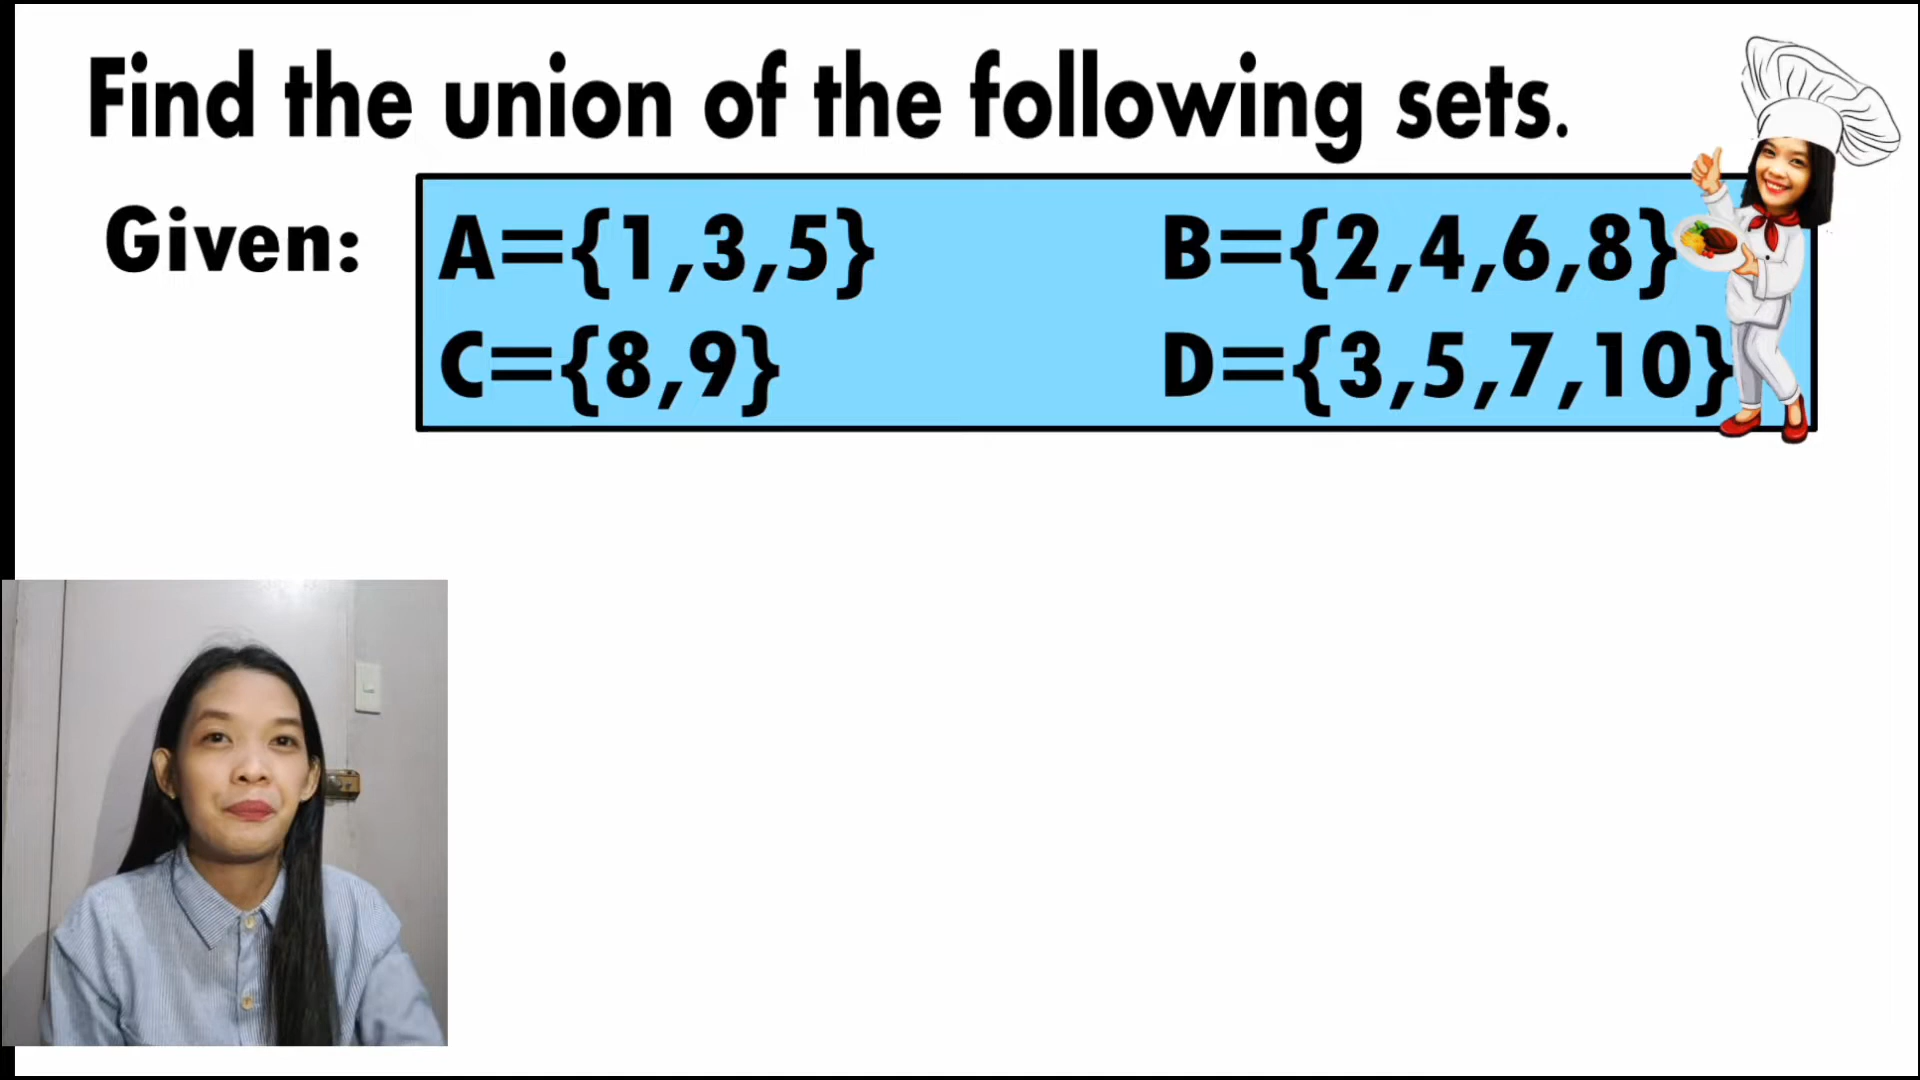 Find the union of the following sets.
Given:
A={1,3,5} B={2,4,6,8}
C={8,9} D={3,5,7,10}